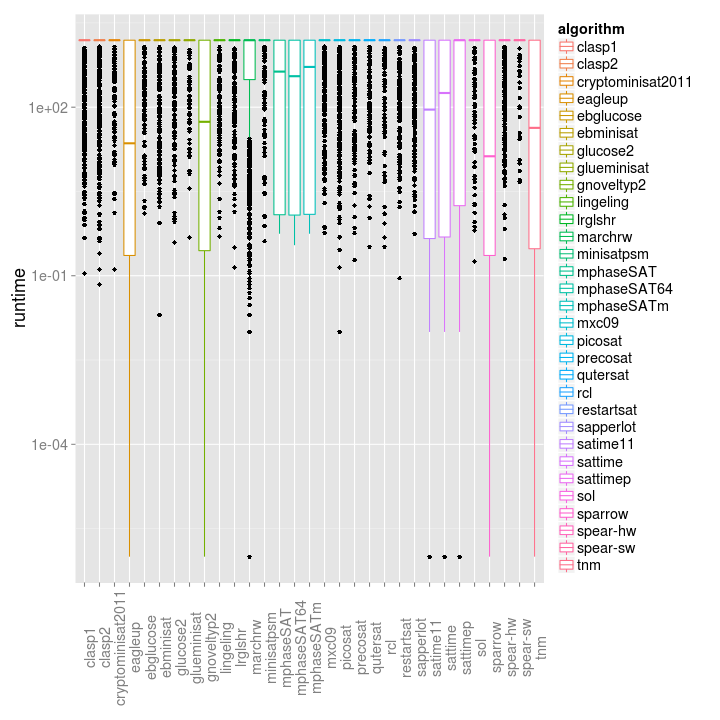 algorithm
clasp1
clasp2
cryptominisat2011
eagleup
ebglucose
ebminisat
glucose2
glueminisat
gnoveltyp2
lingeling
lrglshr
marchrw
minisatpsm
mphaseSAT
mphaseSAT64
mphaseSATm
mxc09
picosat
precosat
qutersat
rcl
restartsat
sapperlot
satime11
sattime
sattimep
sol
sparrow
spear-hw
spear-sw
tnm
runtime
1e+02
1e-01
1e-04
clasp1
clasp2
cryptominisat2011
eagleup
ebglucose
ebminisat
glucose2
glueminisat
gnoveltyp2
lingeling
lrglshr
marchrw
minisatpsm
mphaseSAT
mphaseSAT64
mphaseSATm
mxc09
picosat
precosat
qutersat
rcl
restartsat
sapperlot
satime11
sattime
sattimep
sol
sparrow
spear-hw
spear-sw
tnm